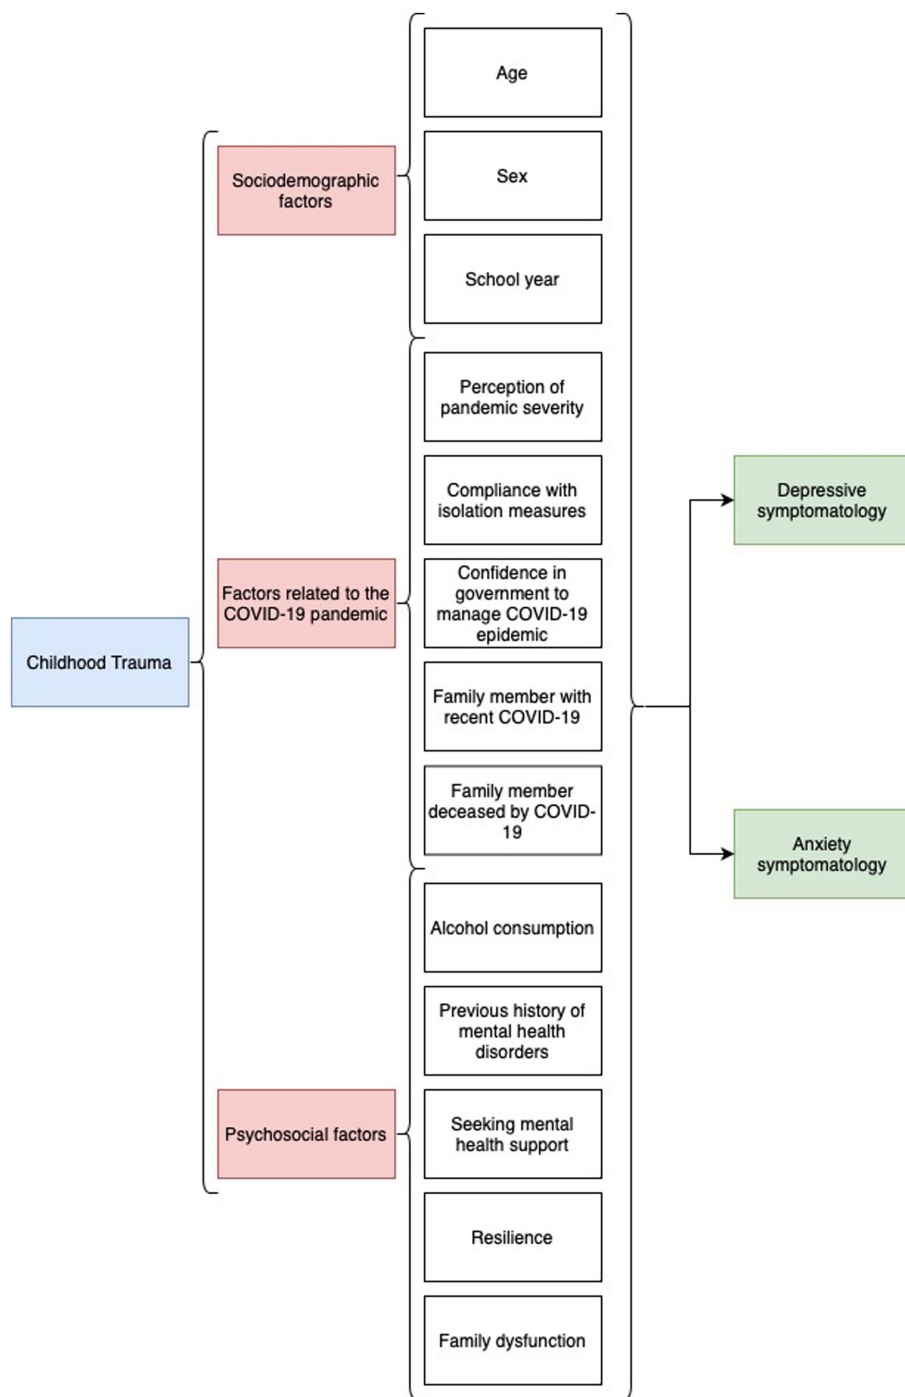 Childhood Trauma
Sociodemographic
factors
Factors related to the
COVID-19 pandemic
Psychosocial factors
Age
Sex
School year
Perception of
pandemic severity
Compliance with
isolation measures
Confidence in
government to
manage COVID-19
epidemic
Family member with
recent COVID-19
Family member
deceased by COVID-
19
Alcohol consumption
Previous history of
mental health
disorders
Seeking mental
health support
Resilience
Family dysfunction
Depressive
symptomatology
Anxiety
symptomatology